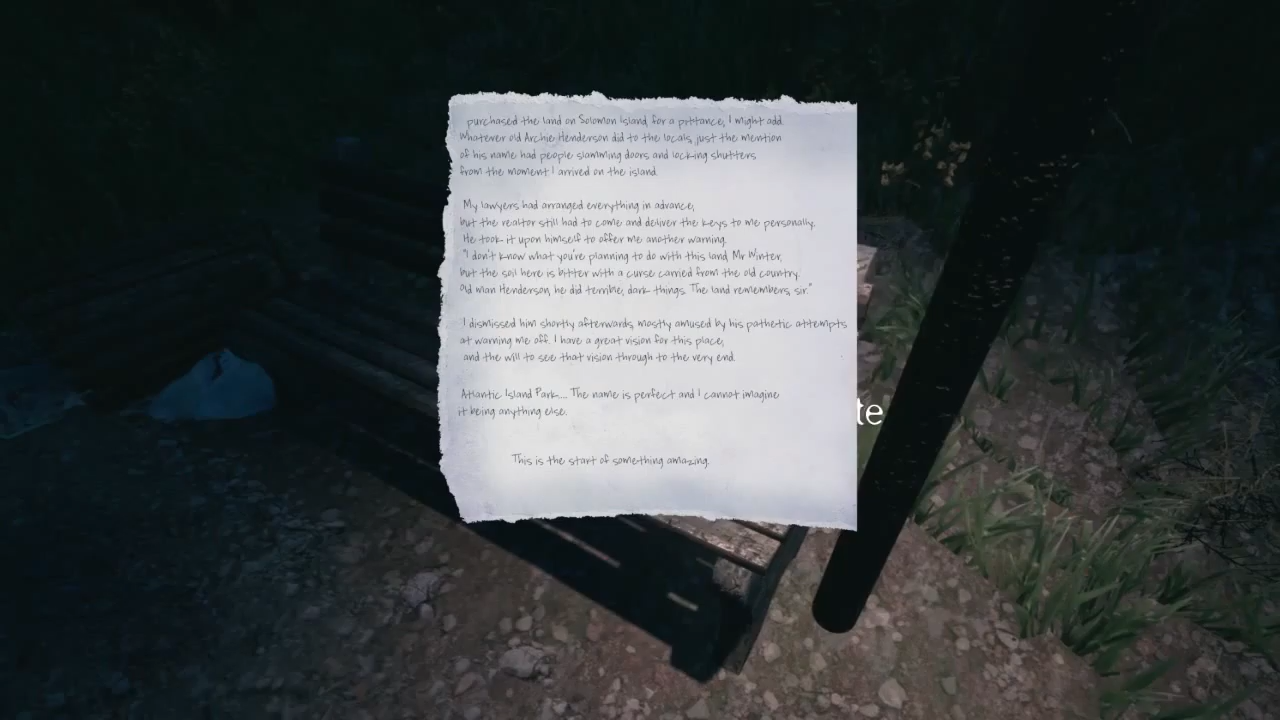 purchased the land on Solomon Island, for a pittance, I might add.
Whatever old Archie Henderson did to the locals, just the mention
of his name had people slamming doors and locking shutters
from the moment I arrived on the island.
My lawyers had arranged everything in advance,
but the realtor still had to come and deliver the keys to me personally.
He took it upon himself to offer me another warning.
"I don't know what you're planning to do with this land, Mr Winter,
but the soil here is bitter with a curse carried from the old country.
Old man Henderson, he did terrible, dark things. The land remembers, sir."
I dismissed him shortly afterwards, mostly amused by his pathetic attempts
at warning me off. I have a great vision for this place,
and the will to see that vision through to the very end.
Atlantic Island Park.... The name is perfect and I cannot imagine
it being anything else.
te
This is the start of something amazing.